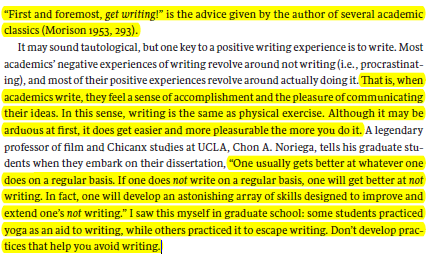 “First and foremost, get writing!” is the advice given by the author of several academic
classics (Morison 1953, 293).
It may sound tautological, but one key to a positive writing experience is to write. Most
academics’ negative experiences of writing revolve around not writing (i.e., procrastinat-
ing), and most of their positive experiences revolve around actually doing it. That is, when
academics write, they feel a sense of accomplishment and the pleasure of communicating
their ideas. In this sense, writing is the same as physical exercise. Although it may be
arduous at first, it does get easier and more pleasurable the more you do it. A legendary
professor of film and Chicanx studies at UCLA, Chon A. Noriega, tells his graduate stu-
dents when they embark on their dissertation, “One usually gets better at whatever one
does on a regular basis. If one does not write on a regular basis, one will get better at not
writing. In fact, one will develop an astonishing array of skills designed to improve and
extend one’s not writing.” I saw this myself in graduate school: some students practiced
yoga as an aid to writing, while others practiced it to escape writing. Don’t develop prac-
tices that help you avoid writing.